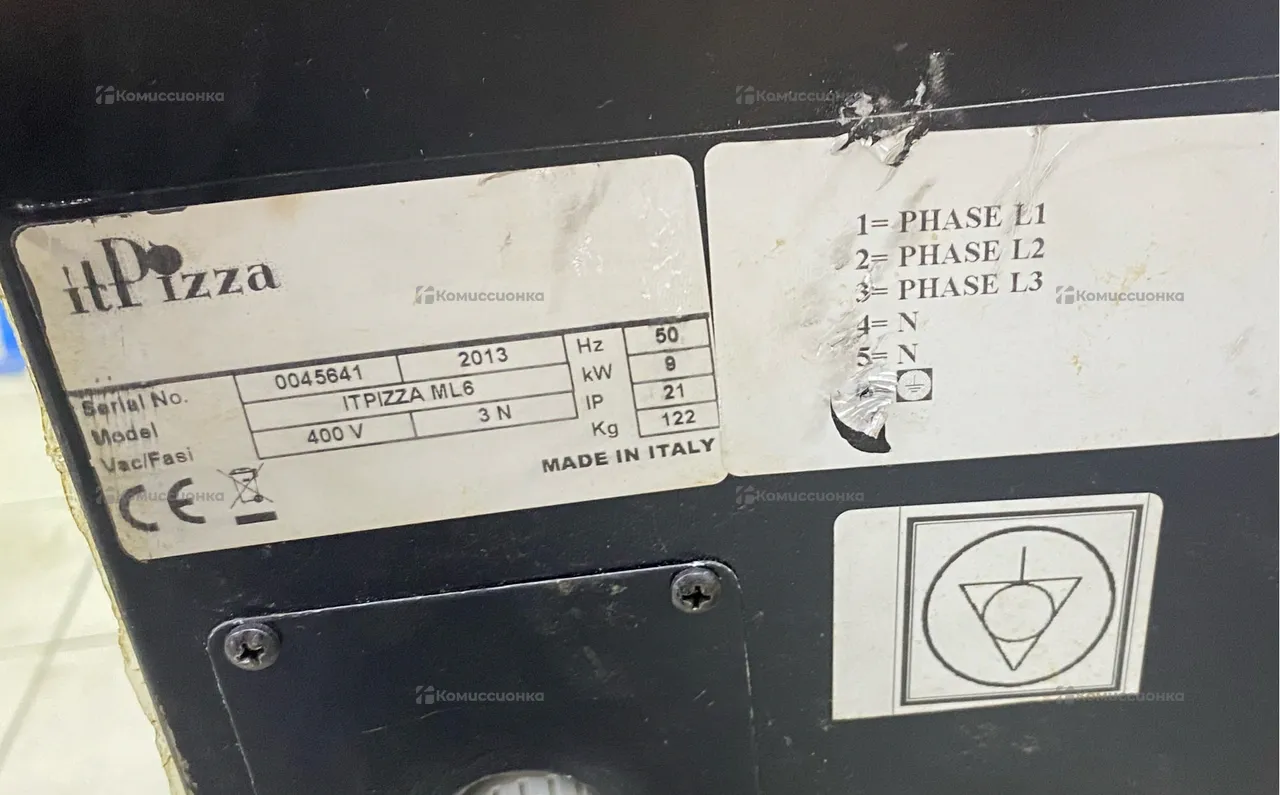 itPizza
Serial No. 0045641 2013 Hz 50
Model ITPIZZA ML6 kW 9
Vac/Fasi 400 V 3 N IP 21
Kg 122
MADE IN ITALY
CE
1= PHASE L1
2= PHASE L2
3= PHASE L3
4= N
5= N
Комиссионка
Комиссионка
Комиссионка
Комиссионка
Комиссионка
Комиссионка
Комиссионка
Комиссионка